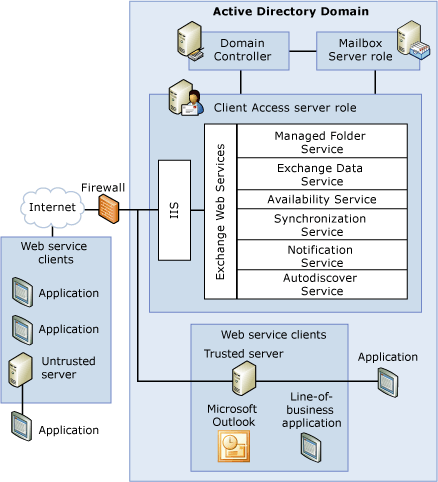 Active Directory Domain
Domain
Controller
Mailbox
Server role
Client Access server role
Firewall
Internet
IIS
Exchange Web Services
Managed Folder
Service
Exchange Data
Service
Availability Service
Synchronization
Service
Notification
Service
Autodiscover
Service
Web service
clients
Application
Application
Untrusted
server
Application
Web service clients
Trusted server
Application
Microsoft
Outlook
Line-of-
business
application